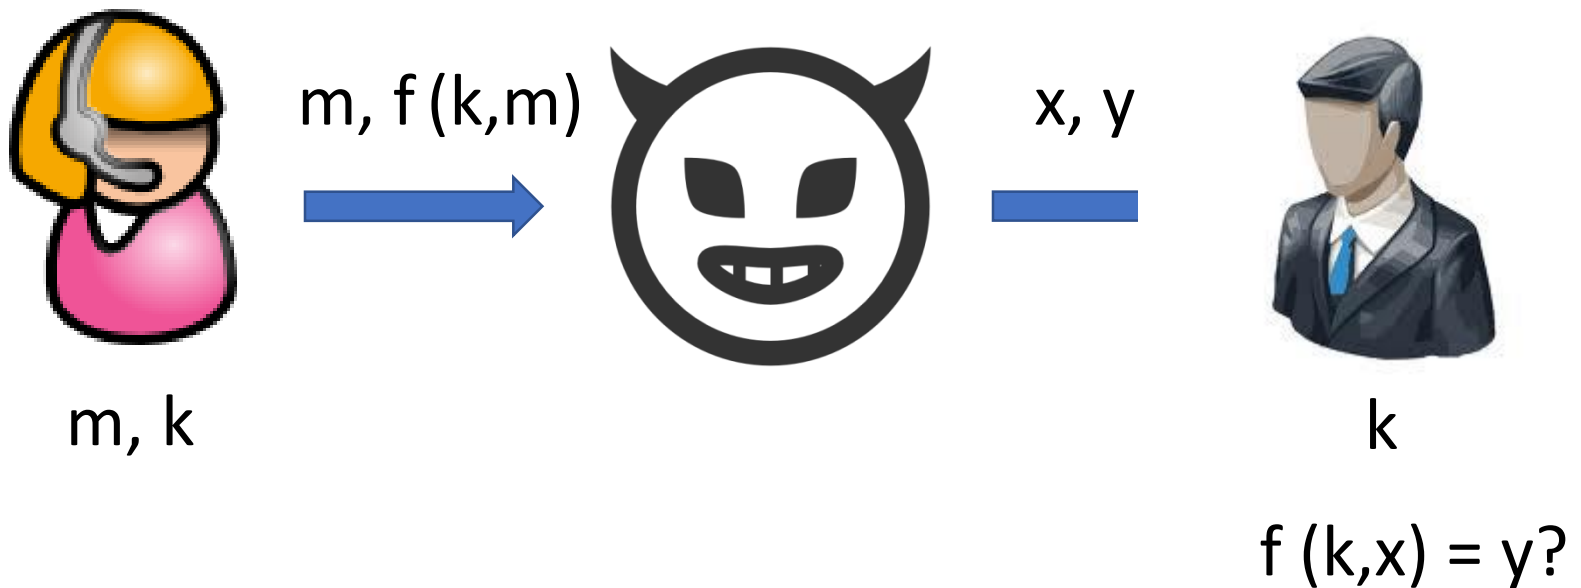 m, f (k,m)
x, y
m, k
k
f (k,x) = y?